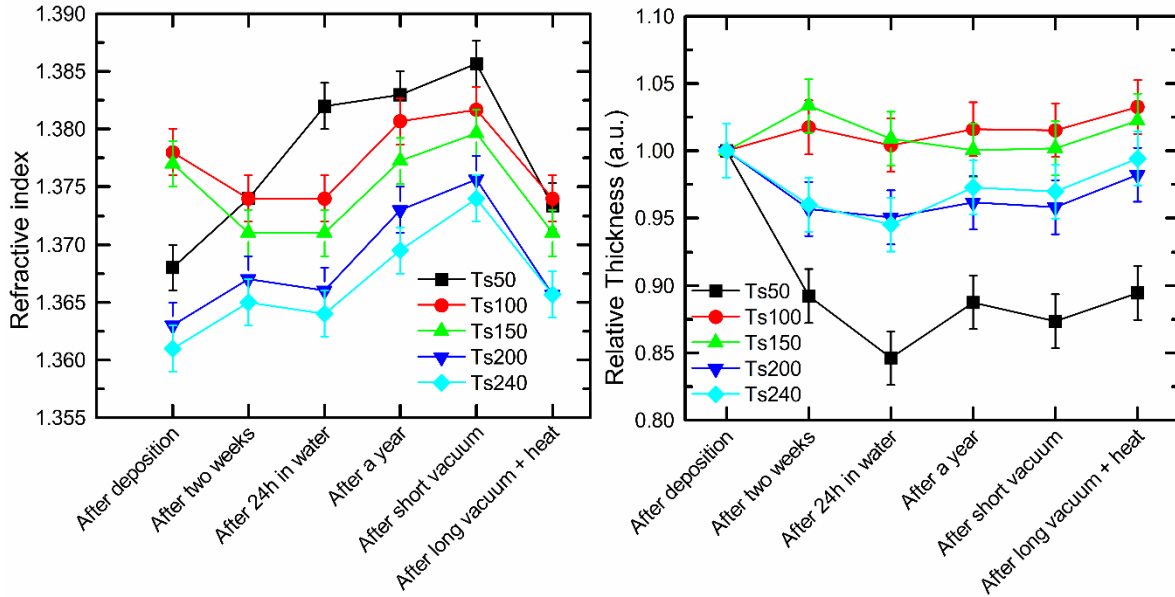 Refractive index
1.390
1.385
1.380
1.375
1.370
1.365
1.360
1.355
Ts50
Ts100
Ts150
Ts200
Ts240
After deposition
After two weeks
After 24h in water
After a year
After short vacuum
After long vacuum + heat
Relative Thickness (a.u.)
1.10
1.05
1.00
0.95
0.90
0.85
0.80
Ts50
Ts100
Ts150
Ts200
Ts240
After deposition
After two weeks
After 24h in water
After a year
After short vacuum
After long vacuum + heat